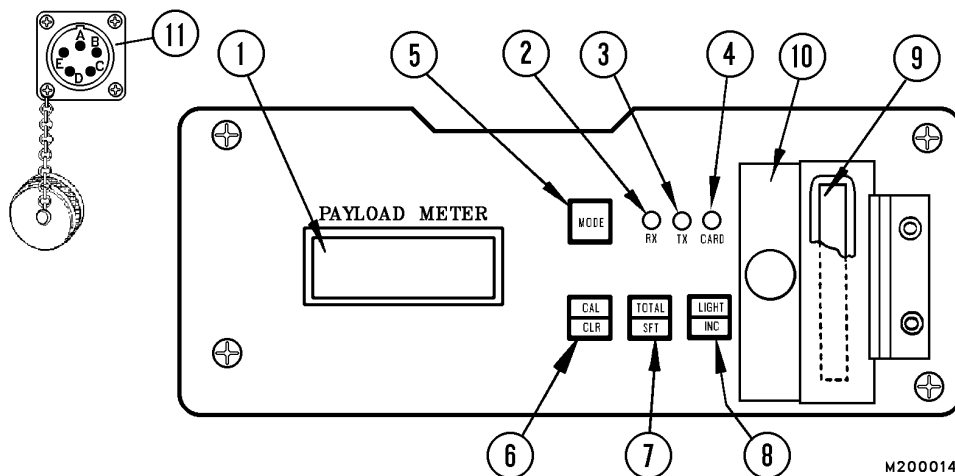 11
A
B
C
D
E
1
5
2
3
4
10
9
PAYLOAD METER
MODE
RX
TX
CARD
CAL
CLR
TOTAL
SFT
LIGHT
INC
6
7
8
M200014